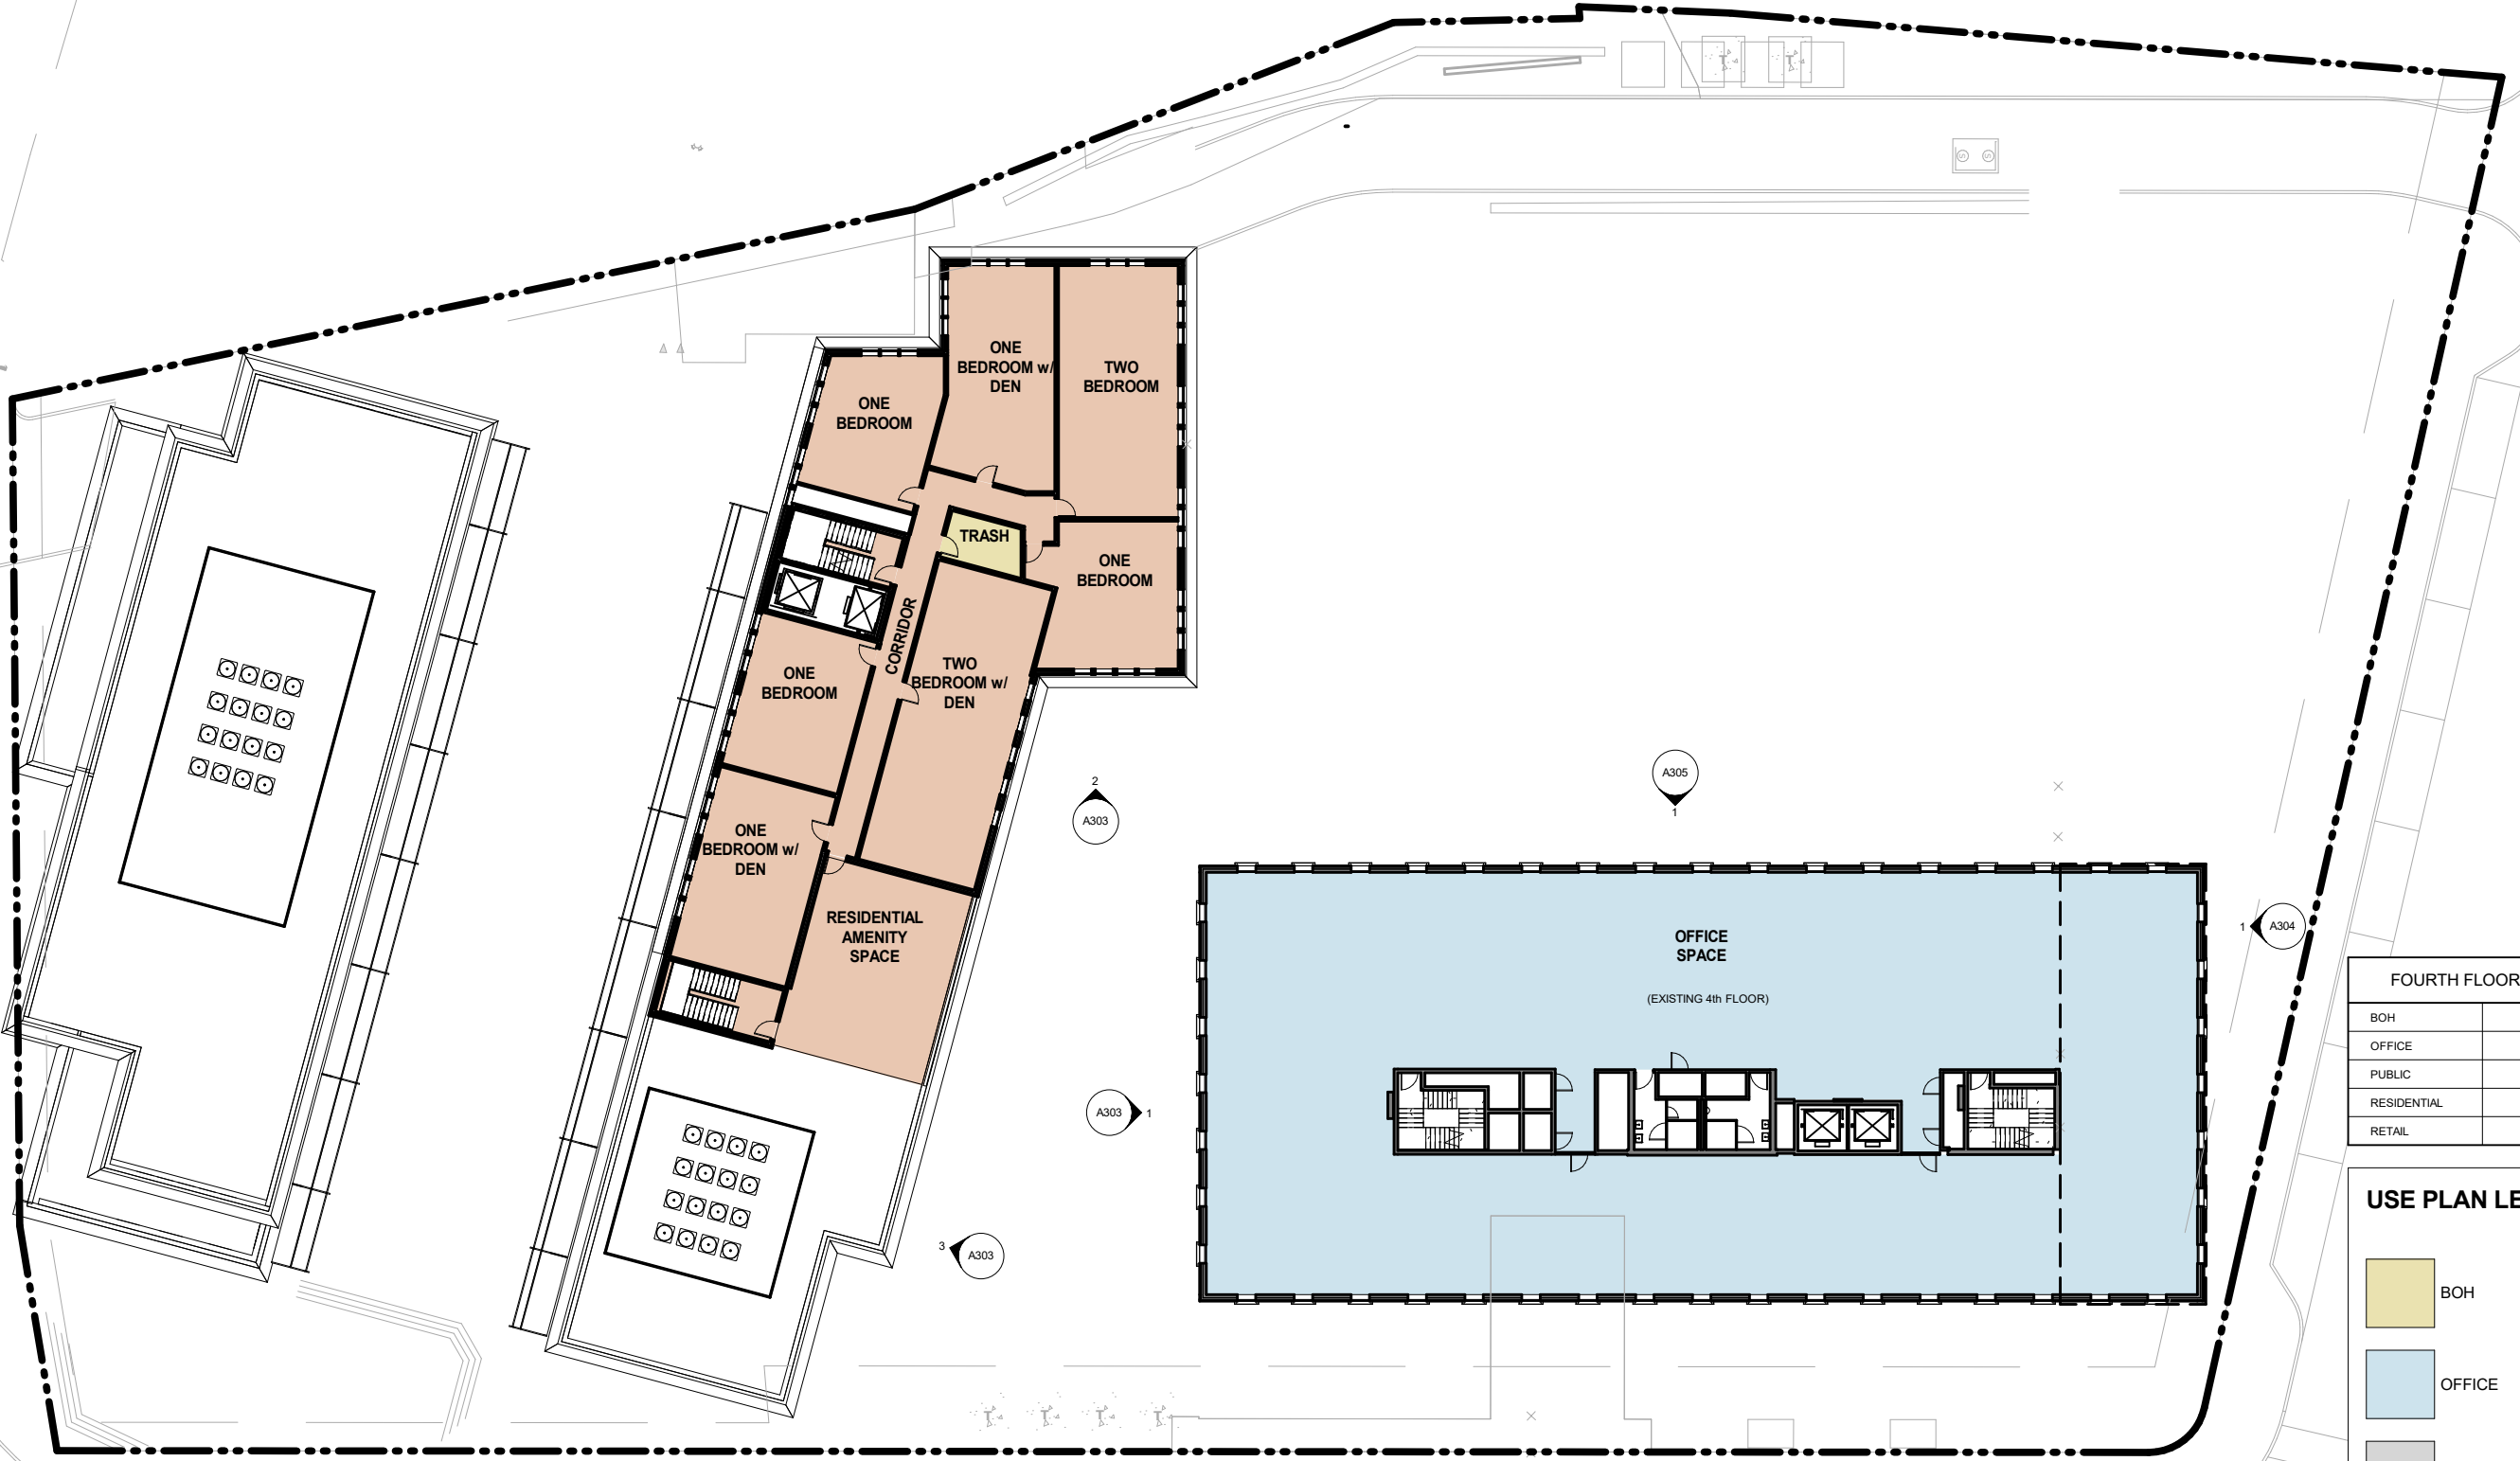 ONE
BEDROOM w/
DEN
TWO
BEDROOM
ONE
BEDROOM
TRASH
ONE
BEDROOM
CORRIDOR
ONE
BEDROOM
TWO
BEDROOM w/
DEN
ONE
BEDROOM w/
DEN
RESIDENTIAL
AMENITY
SPACE
2
A303
A303
1
3
A303
A305
1
1
A304
OFFICE
SPACE
(EXISTING 4th FLOOR)
FOURTH FLOOR
BOH
OFFICE
PUBLIC
RESIDENTIAL
RETAIL
USE PLAN LE
BOH
OFFICE
S
S